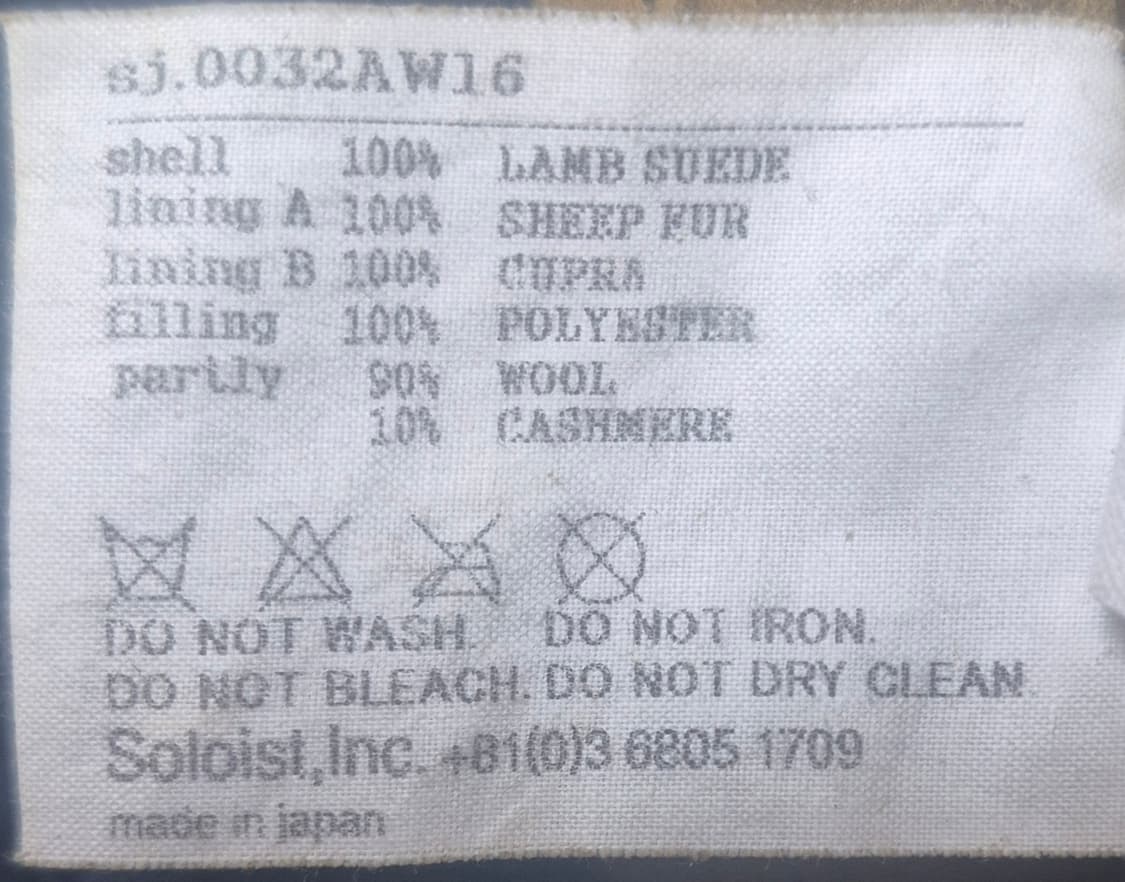 sj.0032AW16
shell 100% LAMB SUEDE
lining A 100% SHEEP FUR
lining B 100% CUPRA
filling 100% POLYESTER
partly 90% WOOL
10% CASHMERE
DO NOT WASH. DO NOT IRON.
DO NOT BLEACH. DO NOT DRY CLEAN
Soloist,Inc. +81(0)3 6805 1709
made in japan